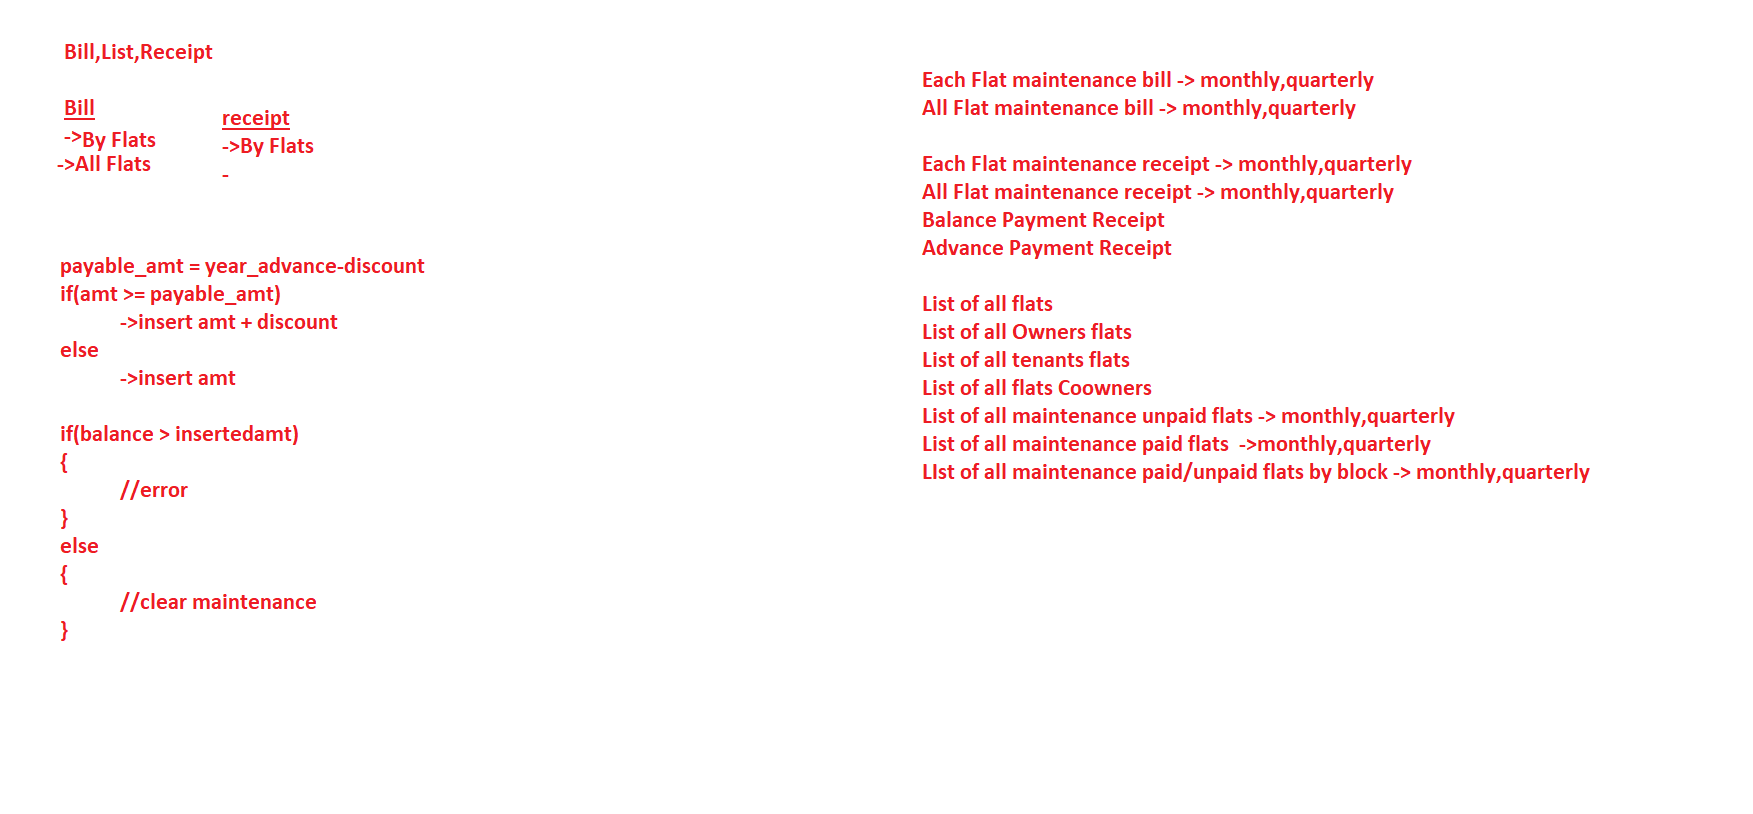 Bill,List,Receipt
Bill
->By Flats
->All Flats
receipt
->By Flats
-
payable_amt = year_advance-discount
if(amt >= payable_amt)
->insert amt + discount
else
->insert amt
if(balance > insertedamt)
{
//error
}
else
{
//clear maintenance
}
Each Flat maintenance bill -> monthly,quarterly
All Flat maintenance bill -> monthly,quarterly
Each Flat maintenance receipt -> monthly,quarterly
All Flat maintenance receipt -> monthly,quarterly
Balance Payment Receipt
Advance Payment Receipt
List of all flats
List of all Owners flats
List of all tenants flats
List of all flats Coowners
List of all maintenance unpaid flats -> monthly,quarterly
List of all maintenance paid flats  ->monthly,quarterly
LIst of all maintenance paid/unpaid flats by block -> monthly,quarterly